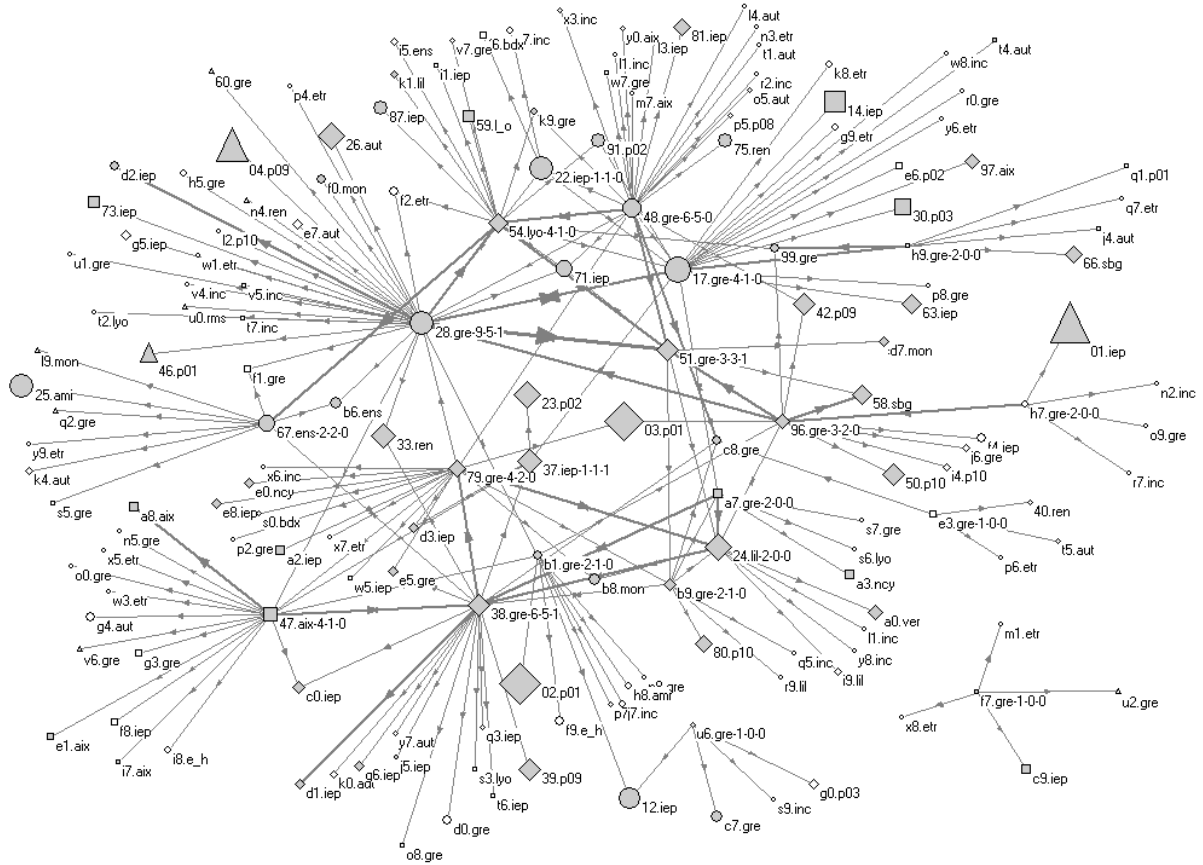 x3.inc
l4.aut
y0.aix
81.iep
n3.etr
i5.ens
v7.gre
l3.iep
t1.aut
t4.aut
l1.inc
w8.inc
i1.iep
w7.gre
r2.inc
k8.etr
60.gre
k1.lil
m7.aix
o5.aut
r0.gre
p4.etr
87.iep
59.l_o
k9.gre
p5.p08
14.iep
y6.etr
26.aut
91.p02
75.ren
g9.etr
04.p09
97.aix
d2.iep
h5.gre
f0.mon
22.iep-1-1-0
e6.p02
q1.p01
73.iep
n4.ren
f2.etr
48.gre-6-5-0
30.p03
q7.etr
e7.aut
54.lyo-4-1-0
g5.iep
l2.p10
99.gre
h9.gre-2-0-0
j4.aut
u1.gre
w1.etr
71.iep
17.gre-4-1-0
66.sbg
v4.inc
v5.inc
p8.gre
t2.lyo
u0.rms
t7.inc
42.p09
63.iep
28.gre-9-5-1
01.iep
l9.mon
46.p01
51.gre-3-3-1
d7.mon
25.ami
f1.gre
n2.inc
q2.gre
b6.ens
23.p02
58.sbg
h7.gre-2-0-0
67.ens-2-2-0
03.p01
96.gre-3-2-0
o9.gre
y9.etr
33.ren
c8.gre
f4.iep
j6.gre
k4.aut
x6.inc
79.gre-4-2-0
37.iep-1-1-1
i4.p10
r7.inc
e0.ncy
50.p10
s5.gre
a8.aix
e8.iep
a7.gre-2-0-0
40.ren
s0.bdx
d3.iep
s7.gre
e3.gre-1-0-0
n5.gre
p2.gre
x7.etr
24.lil-2-0-0
s6.lyo
t5.aut
x5.etr
a2.iep
b1.gre-2-1-0
p6.etr
o0.gre
w5.iep
e5.gre
b8.mon
b9.gre-2-1-0
a3.ncy
w3.etr
g4.aut
47.aix-4-1-0
38.gre-6-5-1
a0.ver
l1.inc
m1.etr
v6.gre
g3.gre
80.p10
q5.inc
y8.inc
c0.iep
02.p01
h8.ami
r9.lil
i9.lil
f7.gre-1-0-0
u2.gre
j7.inc
e1.aix
f8.iep
y7.aut
q3.iep
f9.e_h
u6.gre-1-0-0
x8.etr
i7.aix
i8.e_h
j5.iep
g6.iep
s3.lyo
39.p09
c9.iep
d1.iep
t6.iep
12.iep
g0.p03
s9.inc
d0.gre
c7.gre
o8.gre